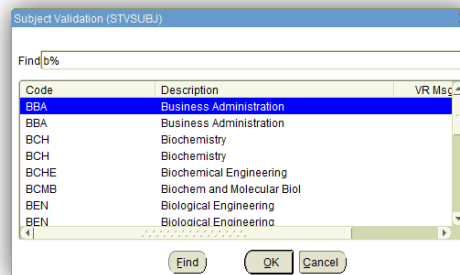 Subject Validation (STVSUBJ)
Find b%
Code Description VR Msg
BBA Business Administration
BBA Business Administration
BCH Biochemistry
BCH Biochemistry
BCHE Biochemical Engineering
BCMB Biochem and Molecular Biol
BEN Biological Engineering
BEN Biological Engineering
Find OK Cancel